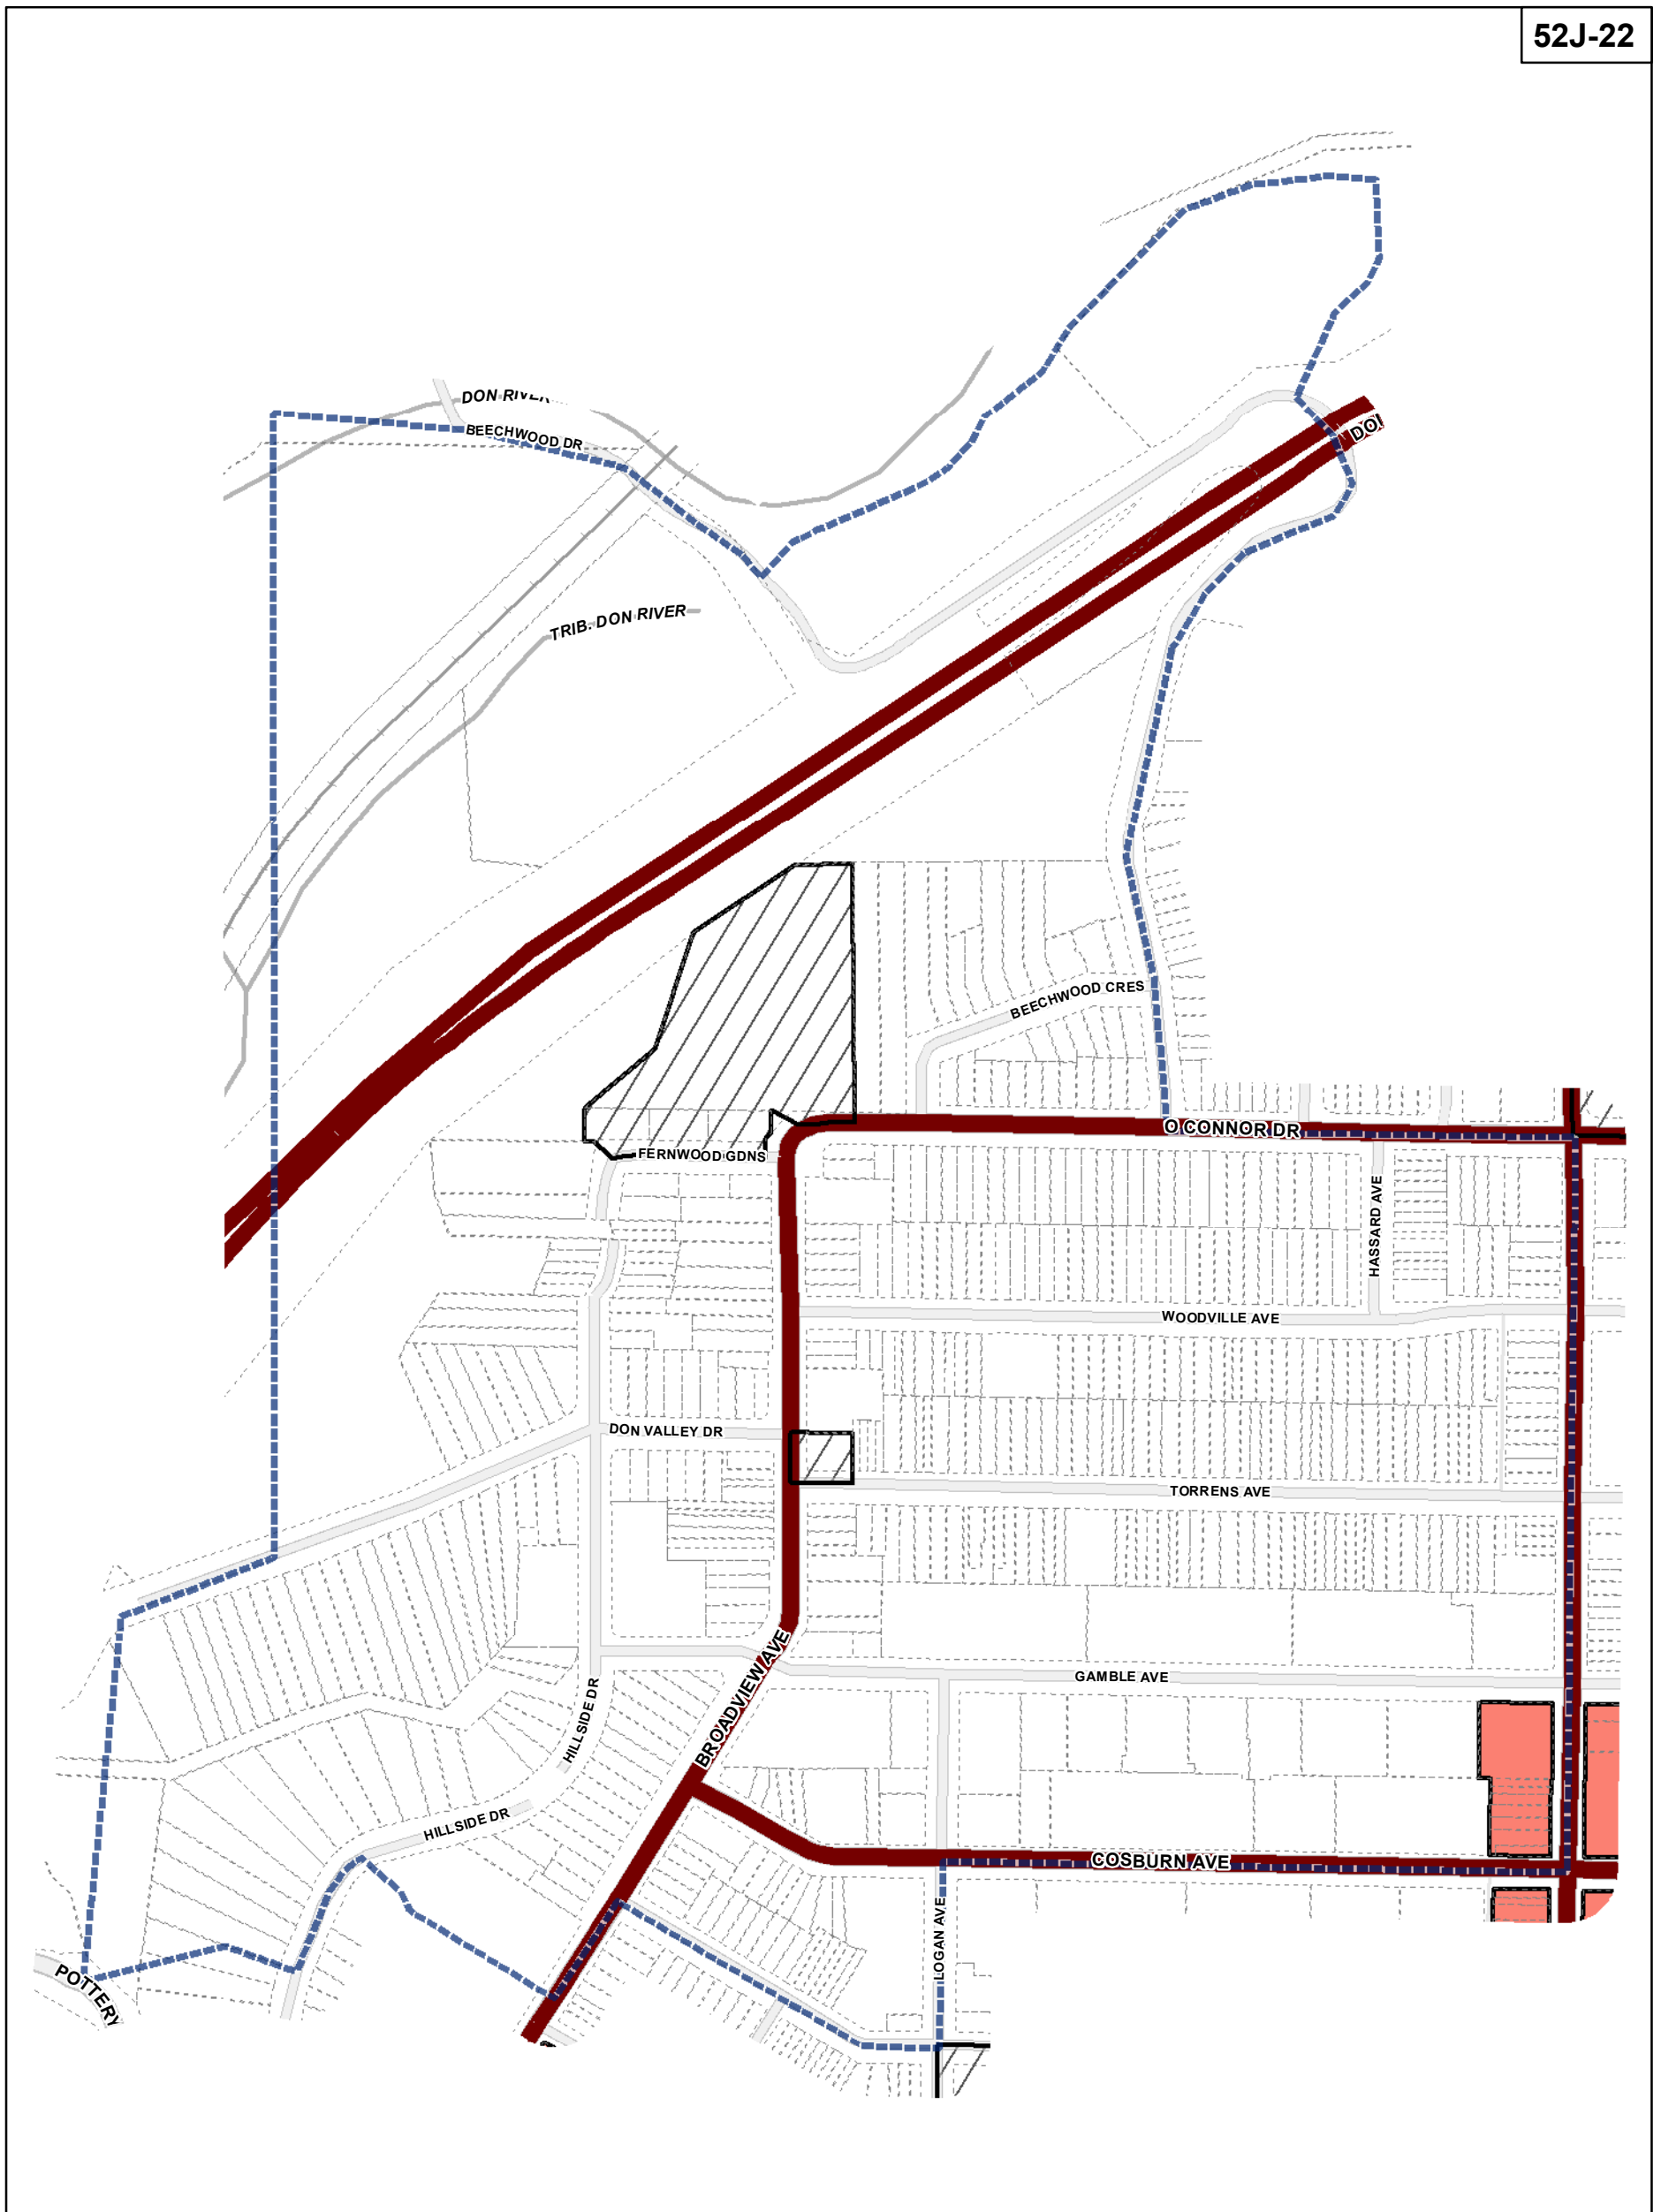 52J-22
DON RIVER
BEECHWOOD DR
DO
TRIB. DON RIVER
BEECHWOOD CRES
O CONNOR DR
FERNWOOD GDNS
HASSARD AVE
WOODVILLE AVE
DON VALLEY DR
TORRENS AVE
BROADVIEW AVE
GAMBLE AVE
HILLSIDE DR
HILLSIDE DR
COSBURN AVE
LOGAN AVE
POTTERY